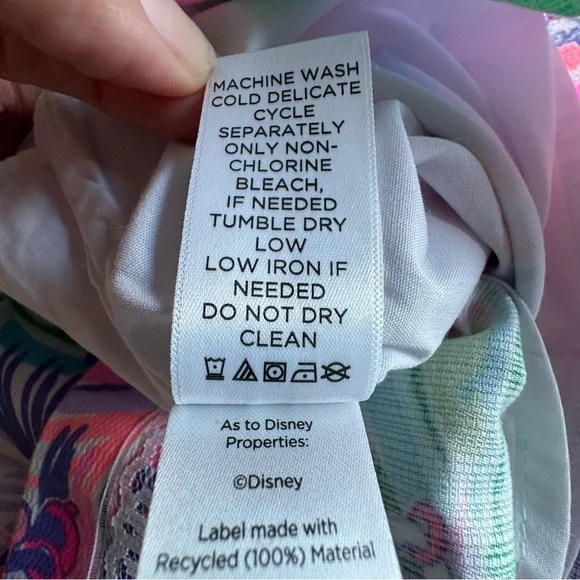 MACHINE WASH
COLD DELICATE
CYCLE
SEPARATELY
ONLY NON-
CHLORINE
BLEACH,
IF NEEDED
TUMBLE DRY
LOW
LOW IRON IF
NEEDED
DO NOT DRY
CLEAN
As to Disney
Properties:
©Disney
Label made with
Recycled (100%) Material